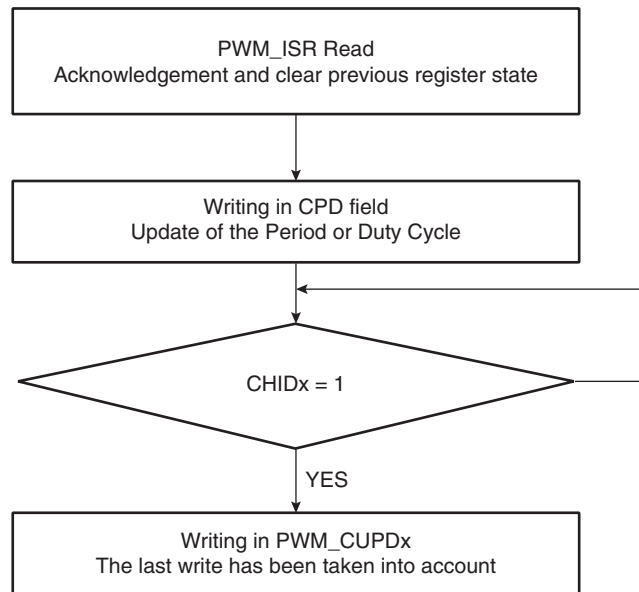 PWM_ISR Read
Acknowledgement and clear previous register state
Writing in CPD field
Update of the Period or Duty Cycle
CHIDx = 1
YES
Writing in PWM_CUPDx
The last write has been taken into account